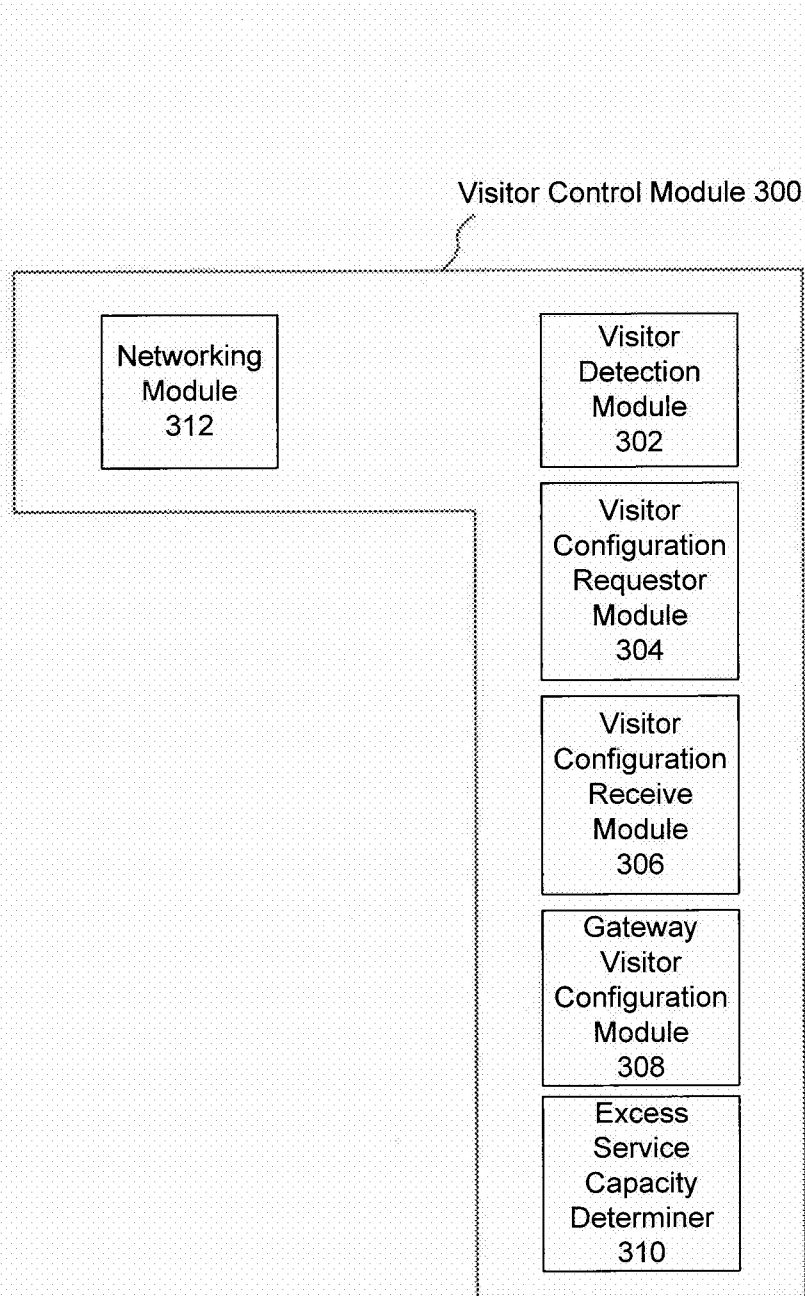 Visitor Control Module 300
Networking
Module
312
Visitor
Detection
Module
302
Visitor
Configuration
Requestor
Module
304
Visitor
Configuration
Receive
Module
306
Gateway
Visitor
Configuration
Module
308
Excess
Service
Capacity
Determiner
310